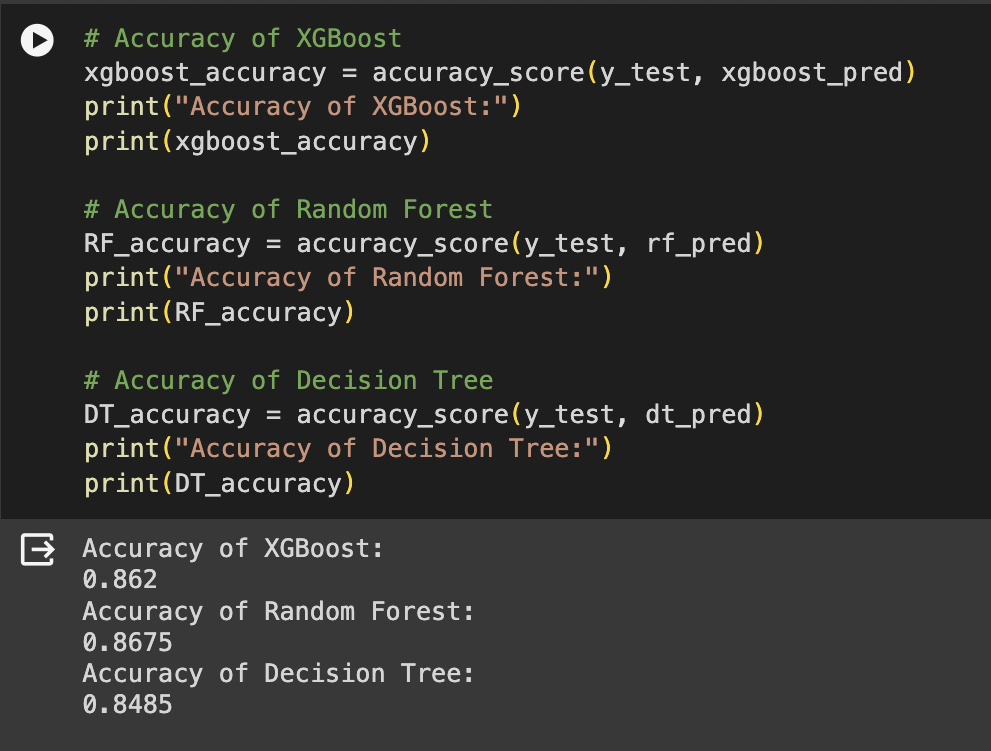 # Accuracy of XGBoost
xgboost_accuracy = accuracy_score(y_test, xgboost_pred)
print("Accuracy of XGBoost:")
print(xgboost_accuracy)
# Accuracy of Random Forest
RF_accuracy = accuracy_score(y_test, rf_pred)
print("Accuracy of Random Forest:")
print(RF_accuracy)
# Accuracy of Decision Tree
DT_accuracy = accuracy_score(y_test, dt_pred)
print("Accuracy of Decision Tree:")
print(DT_accuracy)
Accuracy of XGBoost:
0.862
Accuracy of Random Forest:
0.8675
Accuracy of Decision Tree:
0.8485